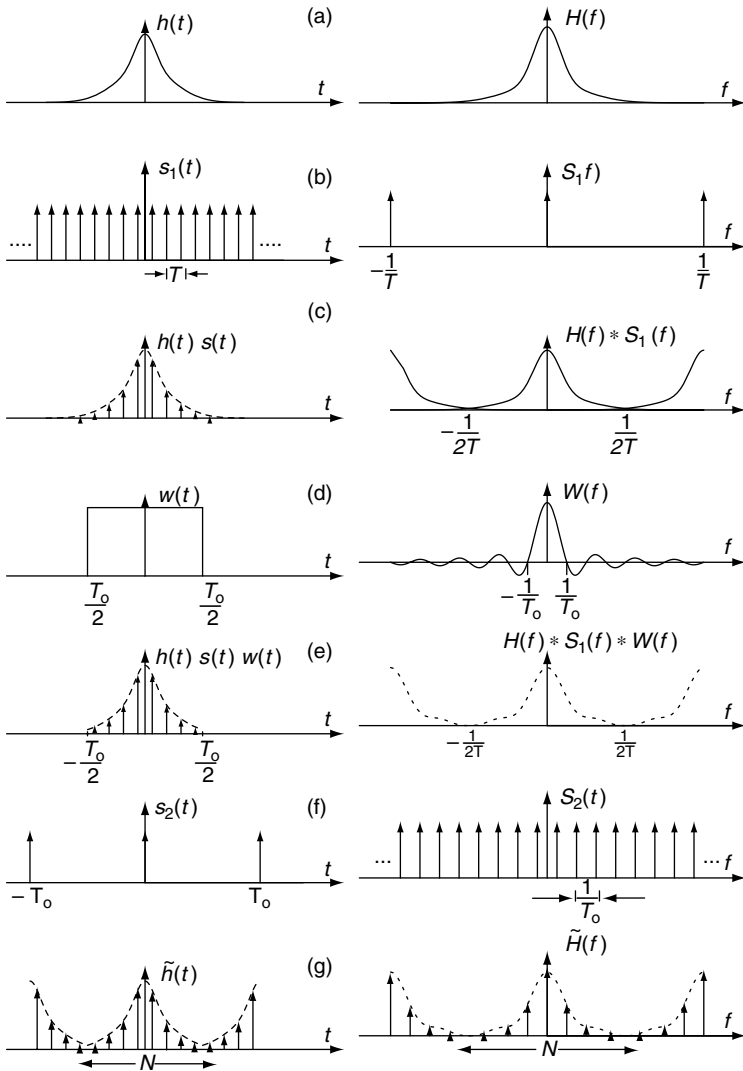 h(t)
(a)
H(f)
t
f
s₁(t)
(b)
S₁f)
....
....
t
f
T
-1/T
1/T
(c)
h(t) s(t)
H(f) * S₁(f)
t
f
-1/2T
1/2T
w(t)
(d)
W(f)
t
f
Tₒ/2
Tₒ/2
-1/Tₒ
1/Tₒ
h(t) s(t) w(t)
(e)
H(f) * S₁(f) * W(f)
t
f
-Tₒ/2
Tₒ/2
-1/2T
1/2T
s₂(t)
(f)
S₂(t)
t
...
...
f
- Tₒ
Tₒ
1/Tₒ
h̃(t)
(g)
H̃(f)
t
f
N
N